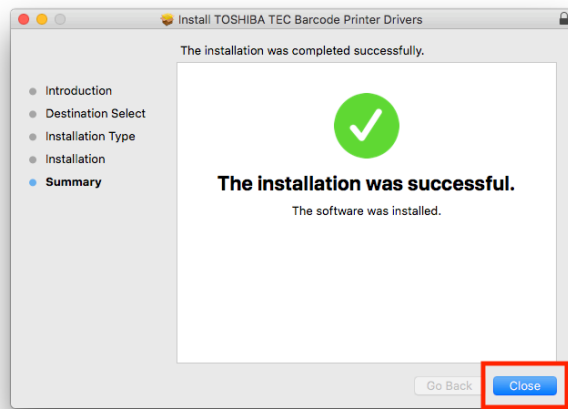 Install TOSHIBA TEC Barcode Printer Drivers
The installation was completed successfully.
Introduction
Destination Select
Installation Type
Installation
Summary
The installation was successful.
The software was installed.
Go Back
Close